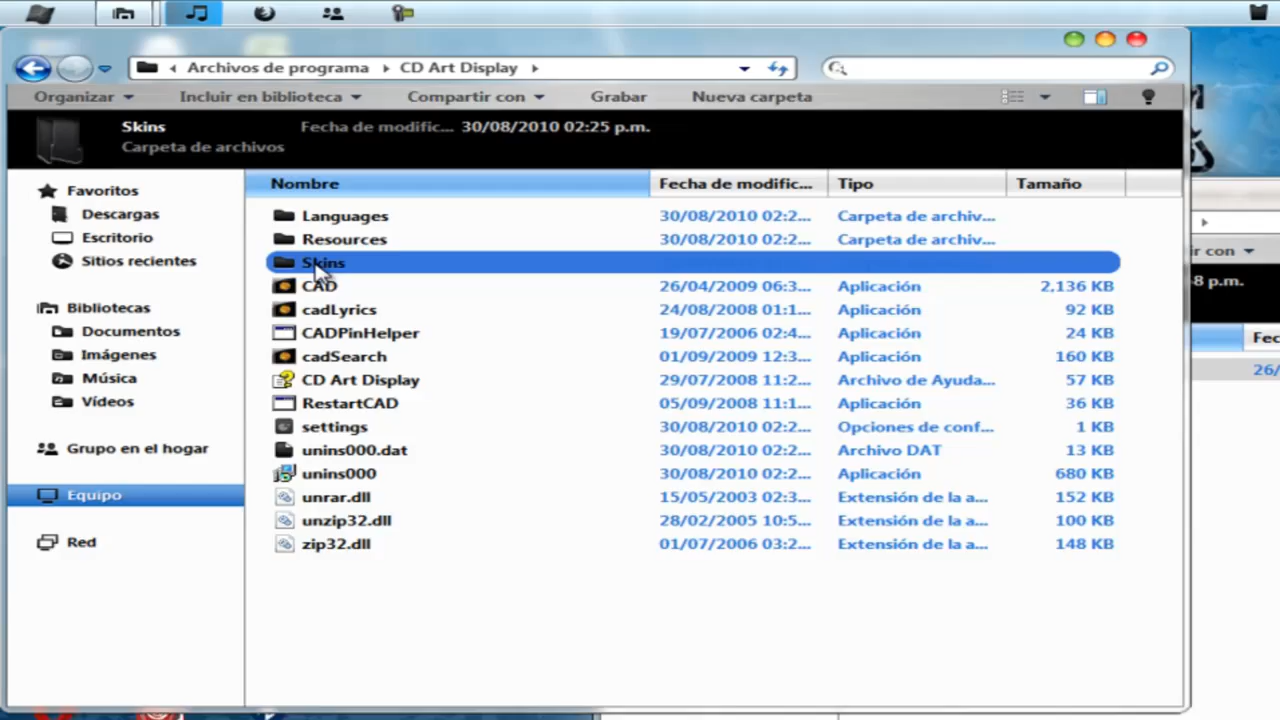 Archivos de programa CD Art Display
Organizar Incluir en biblioteca Compartir con Grabar Nueva carpeta
Skins Fecha de modific... 30/08/2010 02:25 p.m.
Carpeta de archivos
Nombre Fecha de modific... Tipo Tamaño
Favoritos
Descargas
Escritorio
Sitios recientes
Bibliotecas
Documentos
Imágenes
Música
Vídeos
Grupo en el hogar
Equipo
Red
Languages 30/08/2010 02:2... Carpeta de archiv...
Resources 30/08/2010 02:2... Carpeta de archiv...
Skins
CAD 26/04/2009 06:3... Aplicación 2,136 KB
cadLyrics 24/08/2008 01:1... Aplicación 92 KB
CADPinHelper 19/07/2006 02:4... Aplicación 24 KB
cadSearch 01/09/2009 12:3... Aplicación 160 KB
CD Art Display 29/07/2008 11:2... Archivo de Ayuda... 57 KB
RestartCAD 05/09/2008 11:1... Aplicación 36 KB
settings 30/08/2010 02:2... Opciones de conf... 1 KB
unins000.dat 30/08/2010 02:2... Archivo DAT 13 KB
unins000 30/08/2010 02:2... Aplicación 680 KB
unrar.dll 15/05/2003 02:3... Extensión de la a... 152 KB
unzip32.dll 28/02/2005 10:5... Extensión de la a... 100 KB
zip32.dll 01/07/2006 03:2... Extensión de la a... 148 KB
ir con
8 p.m.
Fec
26/